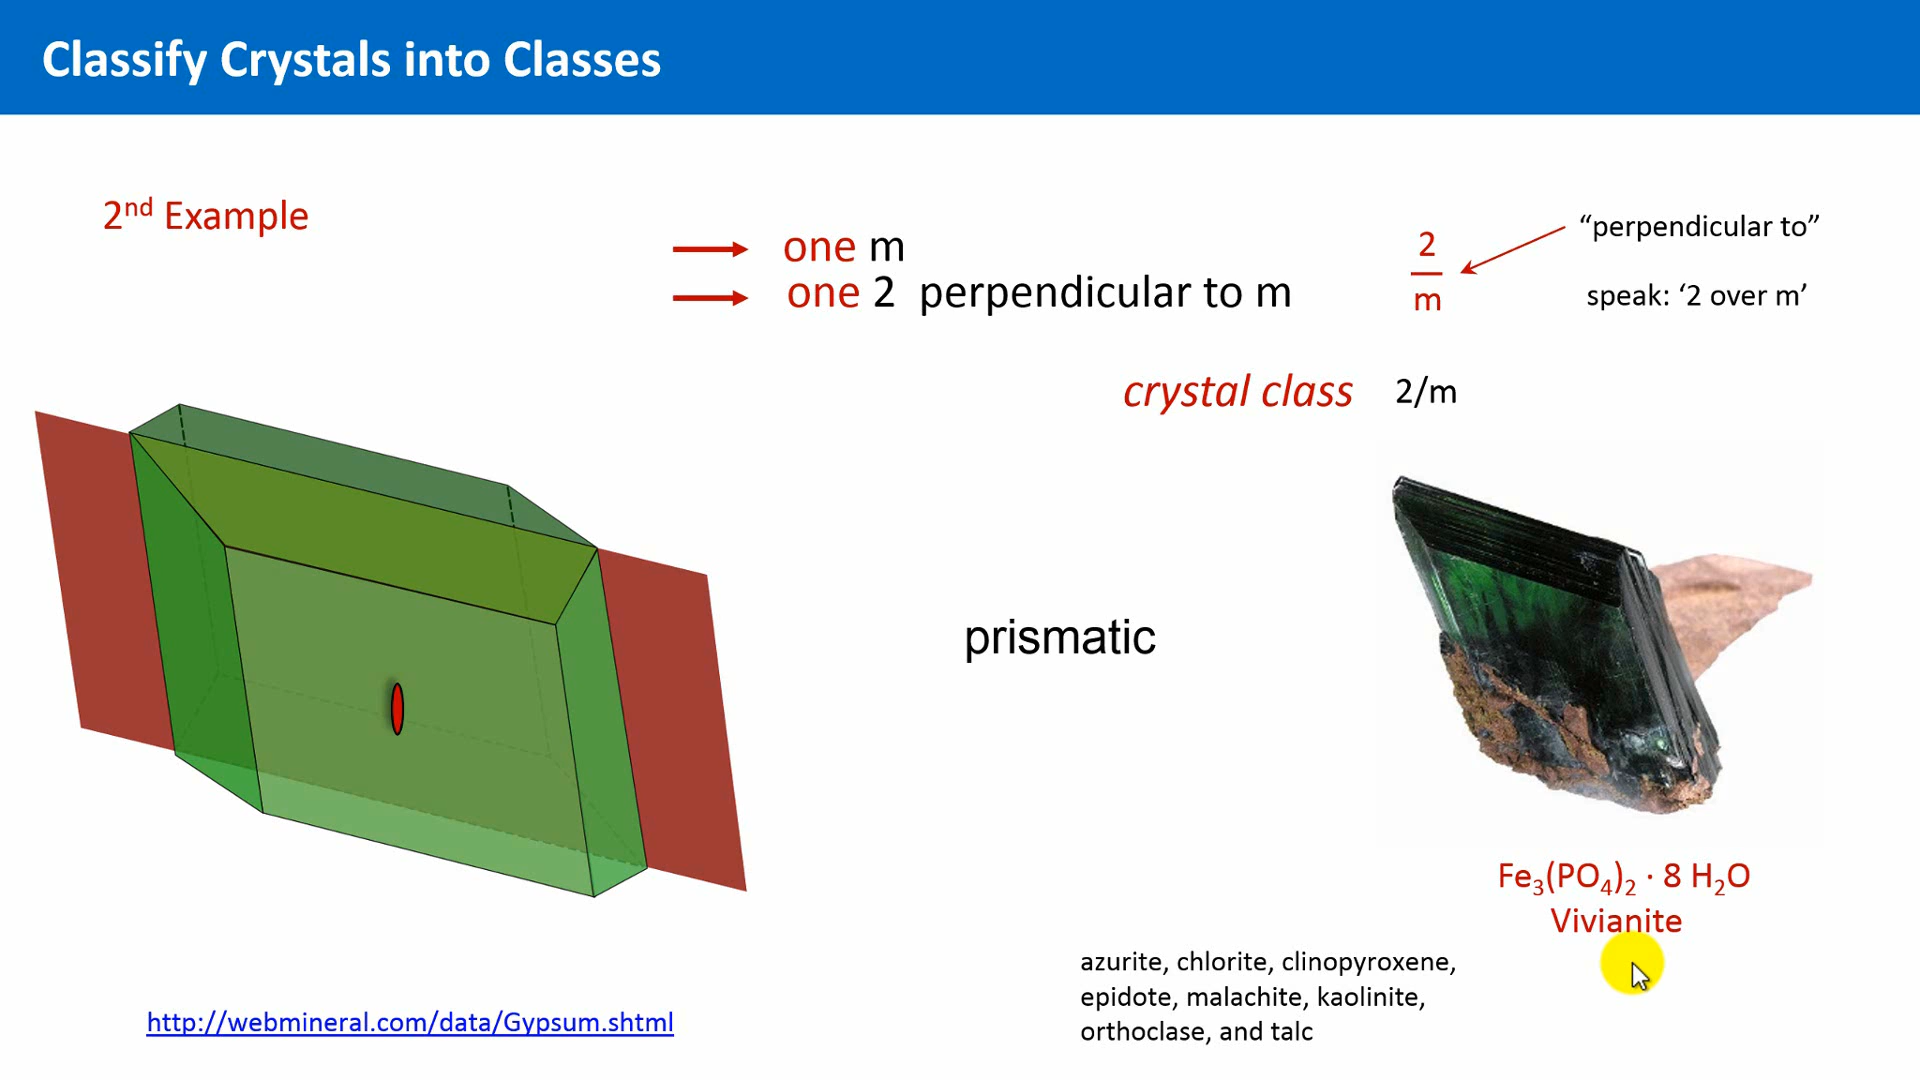 Classify Crystals into Classes
2nd Example
one m
one 2 perpendicular to m
2
m
“perpendicular to”
speak: ‘2 over m’
crystal class 2/m
prismatic
Fe3(PO4)2 · 8 H2O
Vivianite
azurite, chlorite, clinopyroxene,
epidote, malachite, kaolinite,
orthoclase, and talc
http://webmineral.com/data/Gypsum.shtml